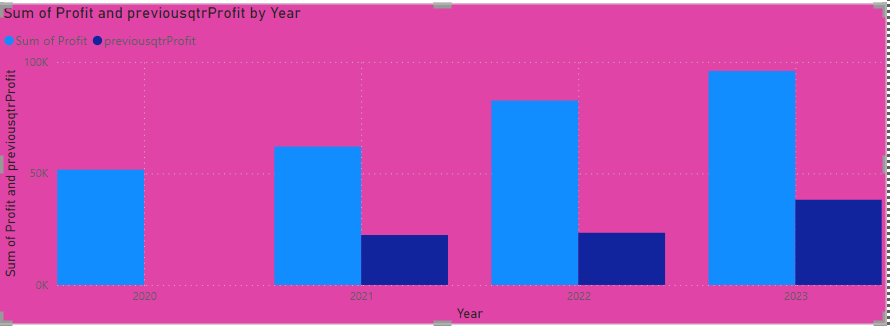 Sum of Profit and previousqtrProfit by Year
Sum of Profit previousqtrProfit
Sum of Profit and previousqtrProfit
100K
50K
0K
2020 2021 2022 2023
Year